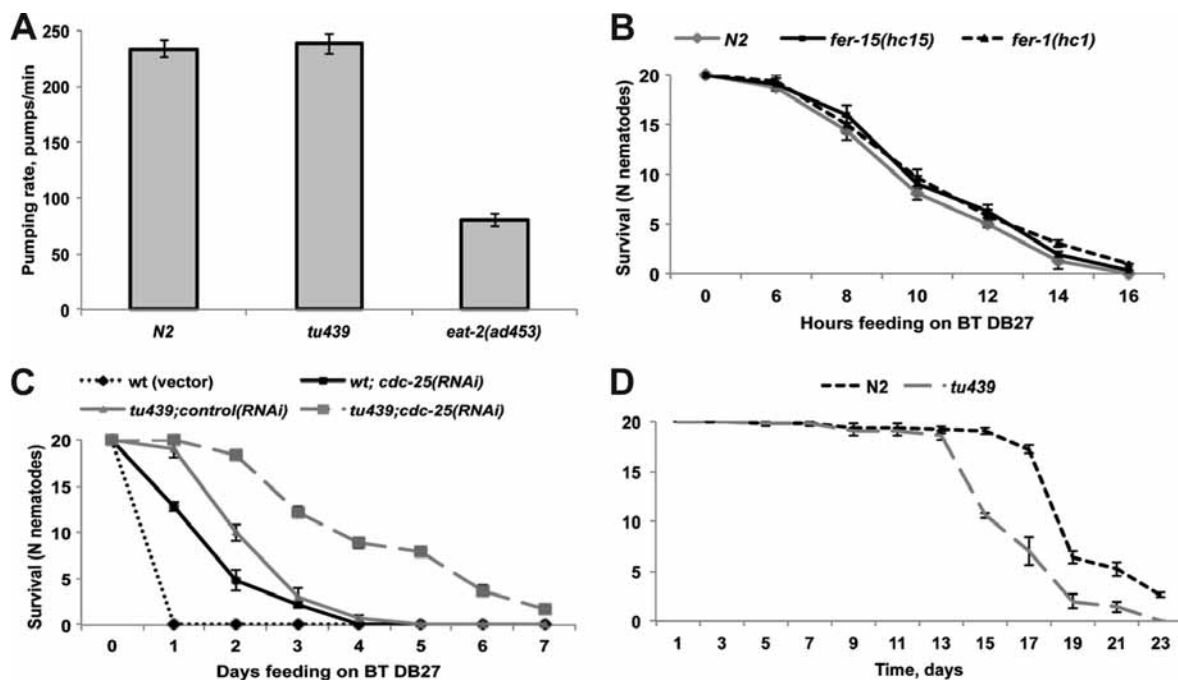 A
Pumping rate, pumps/min
250
200
150
100
50
0
N2 tu439 eat-2(ad453)
B
N2 fer-15(hc15) fer-1(hc1)
Survival (N nematodes)
20
15
10
5
0
0 6 8 10 12 14 16
Hours feeding on BT DB27
C
wt (vector) wt; cdc-25(RNAi)
tu439;control(RNAi) tu439;cdc-25(RNAi)
Survival (N nematodes)
20
15
10
5
0
0 1 2 3 4 5 6 7
Days feeding on BT DB27
D
N2 tu439
Survival (N nematodes)
20
15
10
5
0
1 3 5 7 9 11 13 15 17 19 21 23
Time, days